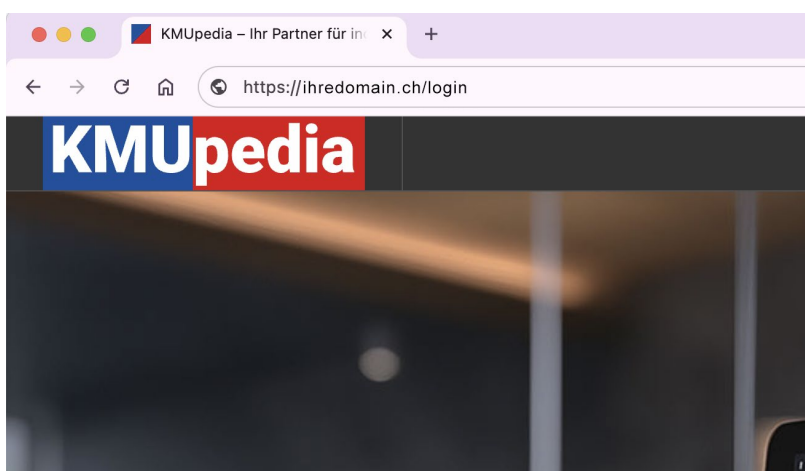 KMUpedia – Ihr Partner für in
https://ihredomain.ch/login
KMUpedia